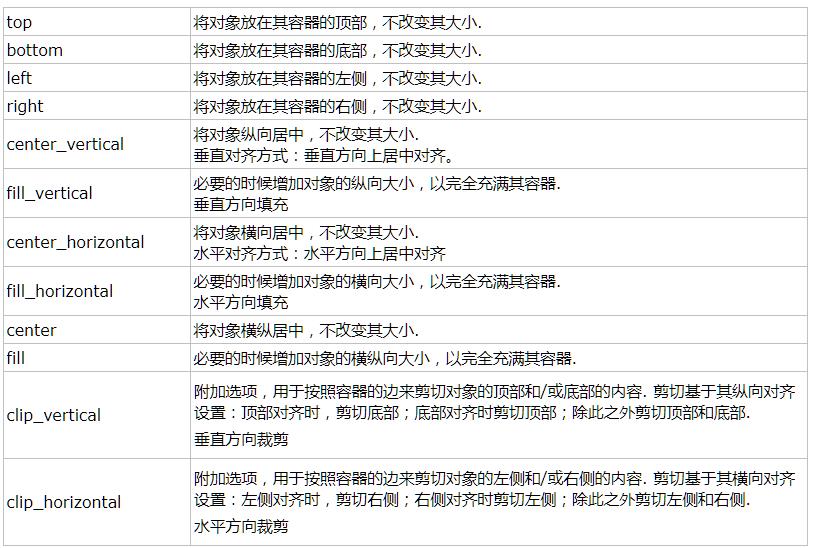 top
将对象放在其容器的顶部，不改变其大小.
bottom
将对象放在其容器的底部，不改变其大小.
left
将对象放在其容器的左侧，不改变其大小.
right
将对象放在其容器的右侧，不改变其大小.
center_vertical
将对象纵向居中，不改变其大小.
垂直对齐方式：垂直方向上居中对齐。
fill_vertical
必要的时候增加对象的纵向大小，以完全充满其容器.
垂直方向填充
center_horizontal
将对象横向居中，不改变其大小.
水平对齐方式：水平方向上居中对齐
fill_horizontal
必要的时候增加对象的横向大小，以完全充满其容器.
水平方向填充
center
将对象横纵居中，不改变其大小.
fill
必要的时候增加对象的横纵向大小，以完全充满其容器.
clip_vertical
附加选项，用于按照容器的边来剪切对象的顶部和/或底部的内容. 剪切基于其纵向对齐
设置：顶部对齐时，剪切底部；底部对齐时剪切顶部；除此之外剪切顶部和底部.
垂直方向裁剪
clip_horizontal
附加选项，用于按照容器的边来剪切对象的左侧和/或右侧的内容. 剪切基于其横向对齐
设置：左侧对齐时，剪切右侧；右侧对齐时剪切左侧；除此之外剪切左侧和右侧.
水平方向裁剪